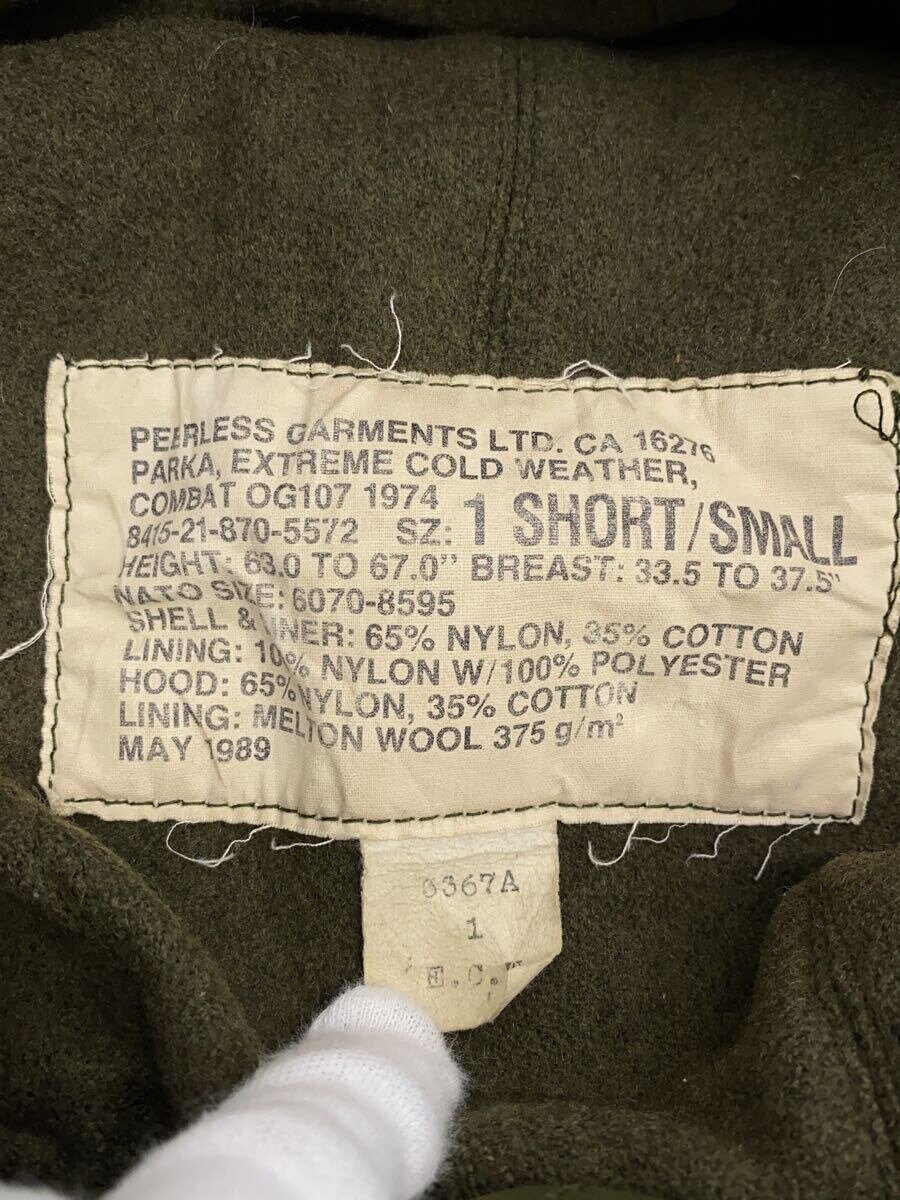 PEERLESS GARMENTS LTD. CA 16276
PARKA, EXTREME COLD WEATHER,
COMBAT OG107 1974
8415-21-870-5572 SZ: 1 SHORT/SMALL
HEIGHT: 63.0 TO 67.0" BREAST: 33.5 TO 37.5"
NATO SIZE: 6070-8595
SHELL & LINER: 65% NYLON, 35% COTTON
LINING: 10% NYLON W/100% POLYESTER
HOOD: 65% NYLON, 35% COTTON
LINING: MELTON WOOL 375 g/m²
MAY 1989
0367A
1
E.C.